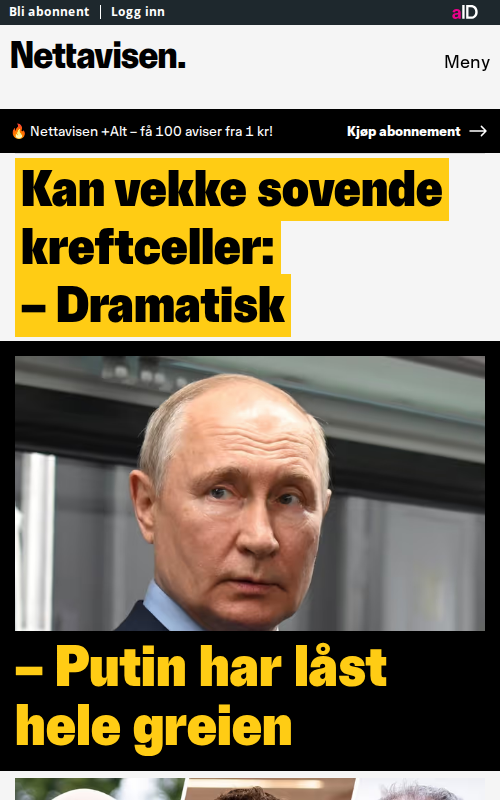 Bli abonnent | Logg inn
aID
Nettavisen.
Meny
🔥 Nettavisen +Alt – få 100 aviser fra 1 kr!
Kjøp abonnement →
Kan vekke sovende
kreftceller:
– Dramatisk
– Putin har låst
hele greien